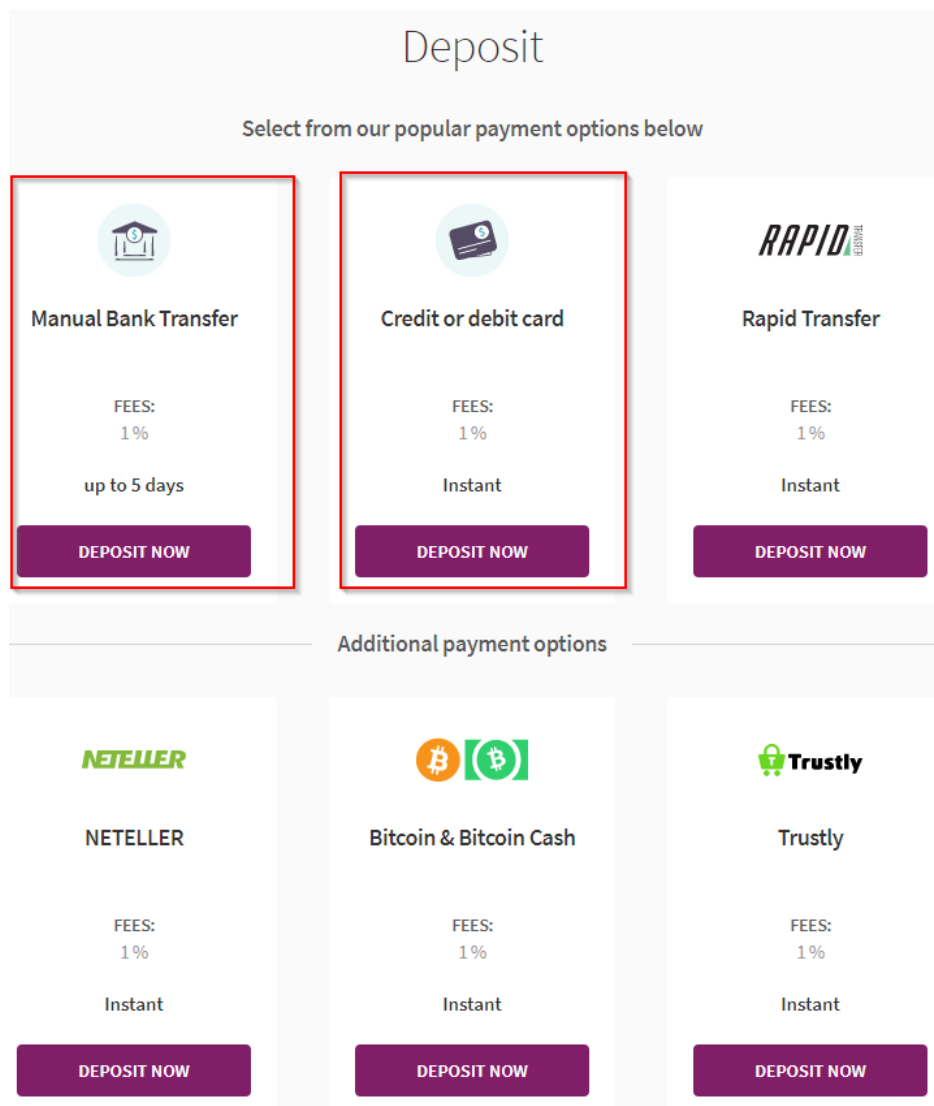 Deposit
Select from our popular payment options below
RAPID TRANSFER
Manual Bank Transfer
Credit or debit card
Rapid Transfer
FEES:
FEES:
FEES:
1%
1%
1%
up to 5 days
Instant
Instant
DEPOSIT NOW
DEPOSIT NOW
DEPOSIT NOW
Additional payment options
NETELLER
Trustly
NETELLER
Bitcoin & Bitcoin Cash
Trustly
FEES:
FEES:
FEES:
1%
1%
1%
Instant
Instant
Instant
DEPOSIT NOW
DEPOSIT NOW
DEPOSIT NOW